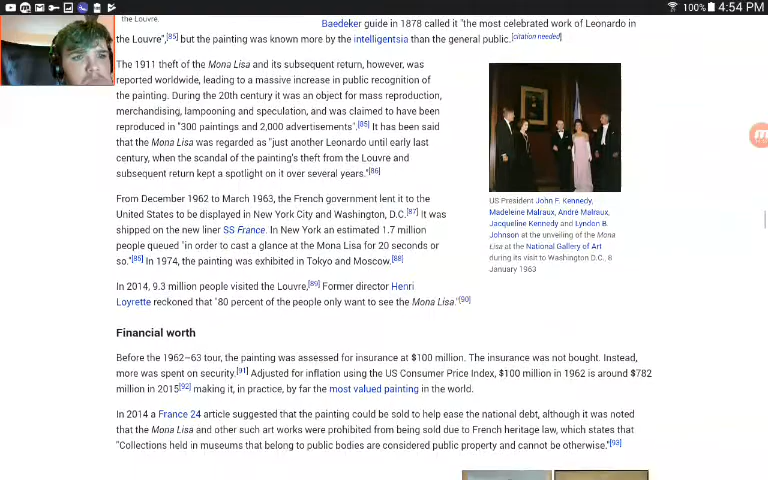 100% 4:54 PM
the Louvre.
Baedeker guide in 1878 called it "the most celebrated work of Leonardo in
the Louvre",[85] but the painting was known more by the intelligentsia than the general public.[citation needed]
The 1911 theft of the Mona Lisa and its subsequent return, however, was
reported worldwide, leading to a massive increase in public recognition of
the painting. During the 20th century it was an object for mass reproduction,
merchandising, lampooning and speculation, and was claimed to have been
reproduced in "300 paintings and 2,000 advertisements".[85] It has been said
that the Mona Lisa was regarded as "just another Leonardo until early last
century, when the scandal of the painting's theft from the Louvre and
subsequent return kept a spotlight on it over several years."[86]
From December 1962 to March 1963, the French government lent it to the
United States to be displayed in New York City and Washington, D.C.[87] It was
shipped on the new liner SS France. In New York an estimated 1.7 million
people queued "in order to cast a glance at the Mona Lisa for 20 seconds or
so."[85] In 1974, the painting was exhibited in Tokyo and Moscow.[88]
In 2014, 9.3 million people visited the Louvre,[89] Former director Henri
Loyrette reckoned that "80 percent of the people only want to see the Mona Lisa."[90]
US President John F. Kennedy,
Madeleine Malraux, André Malraux,
Jacqueline Kennedy and Lyndon B.
Johnson at the unveiling of the Mona
Lisa at the National Gallery of Art
during its visit to Washington D.C., 8
January 1963
Financial worth
Before the 1962–63 tour, the painting was assessed for insurance at $100 million. The insurance was not bought. Instead,
more was spent on security.[91] Adjusted for inflation using the US Consumer Price Index, $100 million in 1962 is around $782
million in 2015[92] making it, in practice, by far the most valued painting in the world.
In 2014 a France 24 article suggested that the painting could be sold to help ease the national debt, although it was noted
that the Mona Lisa and other such art works were prohibited from being sold due to French heritage law, which states that
"Collections held in museums that belong to public bodies are considered public property and cannot be otherwise."[93]